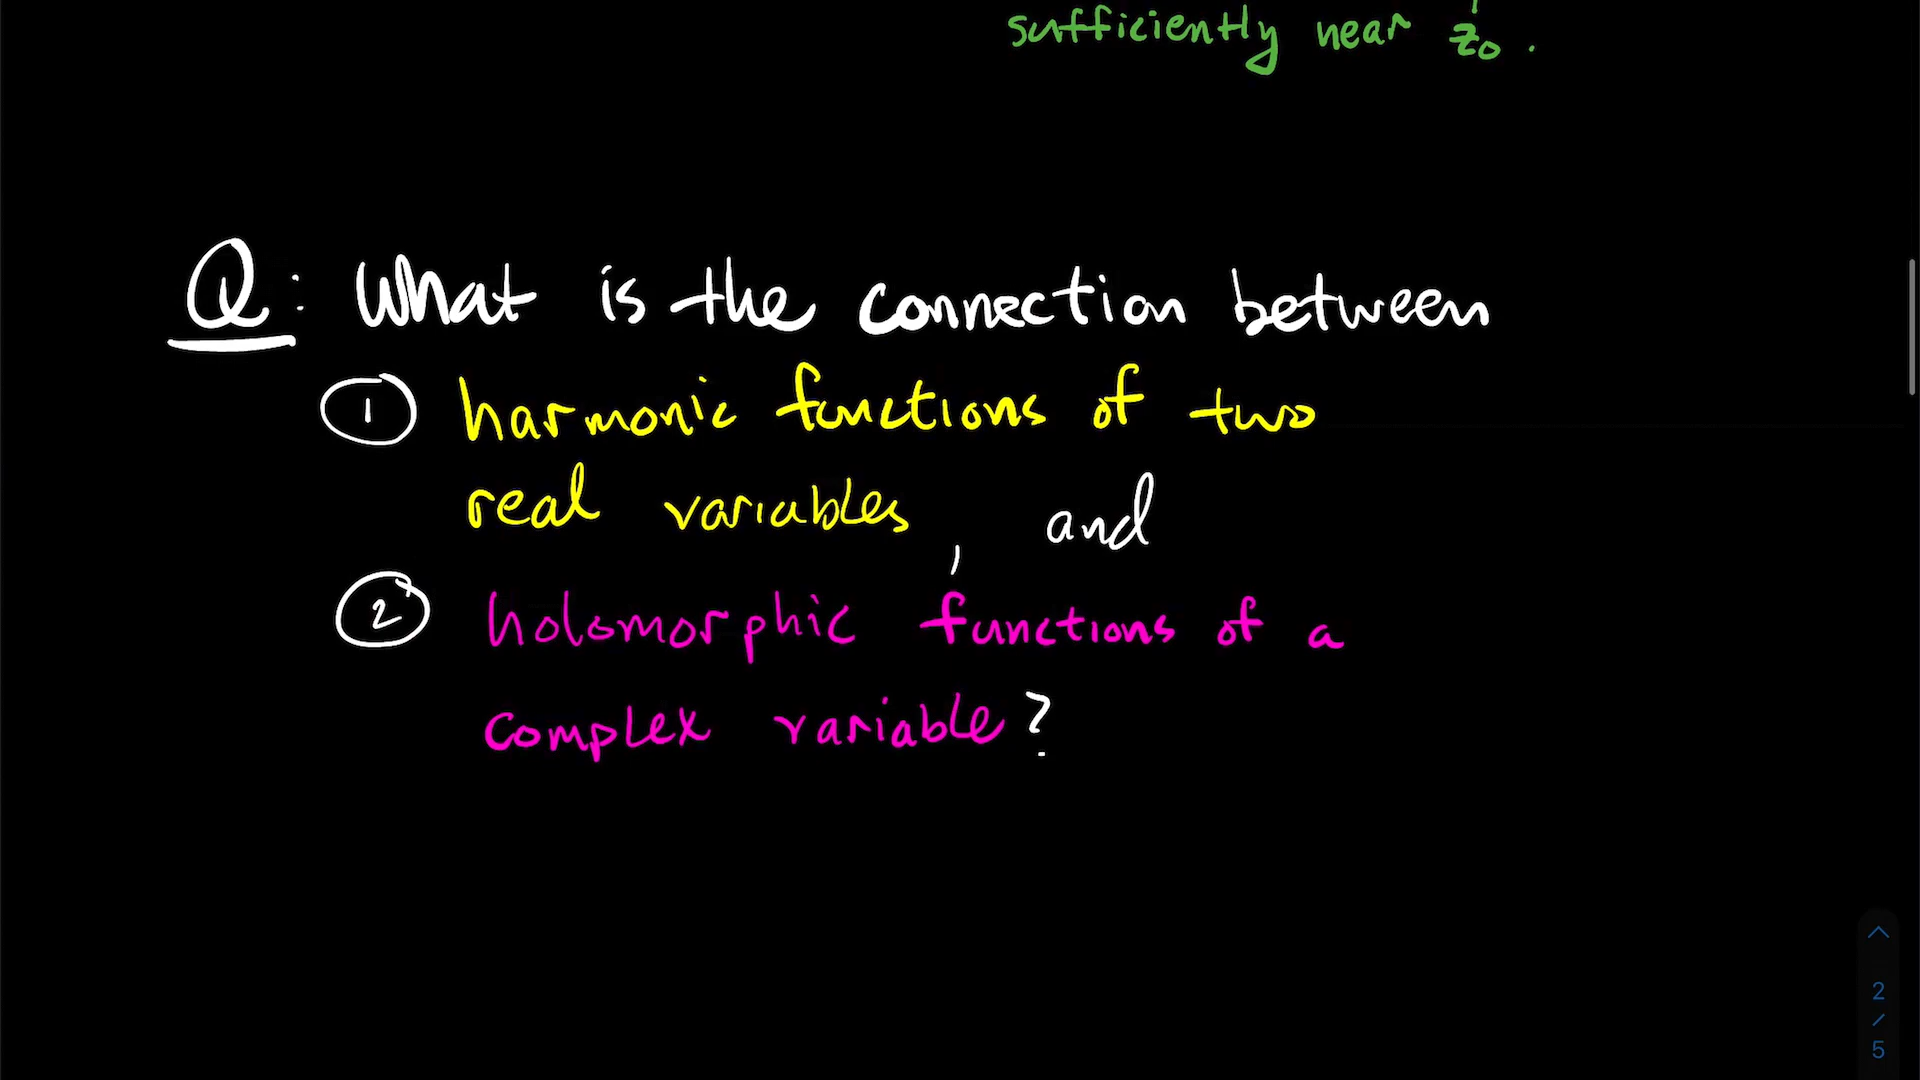 sufficiently near z₀.
Q: What is the connection between
① harmonic functions of two
real variables, and
② holomorphic functions of a
complex variable?
2
/
5